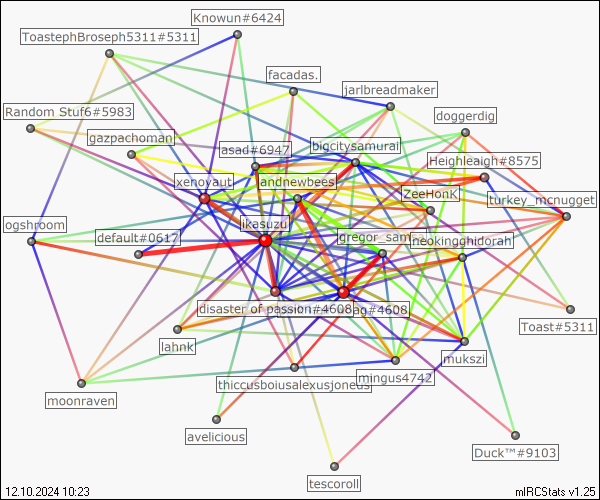 Knowun#6424
ToastephBroseph5311#5311
facadas.
jarlbreadmaker
Random Stuf6#5983
doggerdig
gazpachoman
bigcitysamurai
asad#6947
Heighleaigh#8575
xenoyaut
landnewbees
ZeeHonK
turkey_mcnugget
ogshroom
ikasuzu
default#0617
gregor_sam
neokingghidorah
disaster of passion
#4608
ag#4608
Toast#5311
lahnk
mukszi
thiccusboiusalexusjoneus
mingus4742
moonraven
avelicious
Duck™#9103
tescoroll
12.10.2024 10:23
mIRCStats v1.25